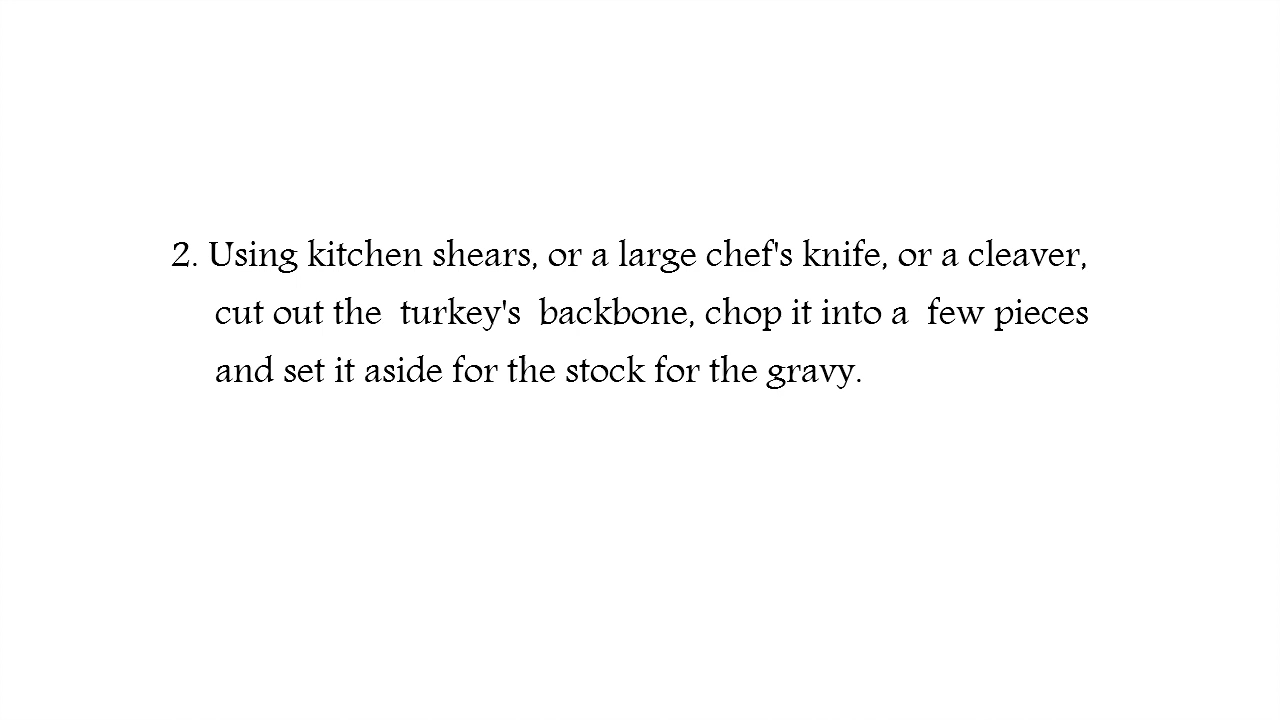 2. Using kitchen shears, or a large chef's knife, or a cleaver,
cut out the turkey's backbone, chop it into a few pieces
and set it aside for the stock for the gravy.